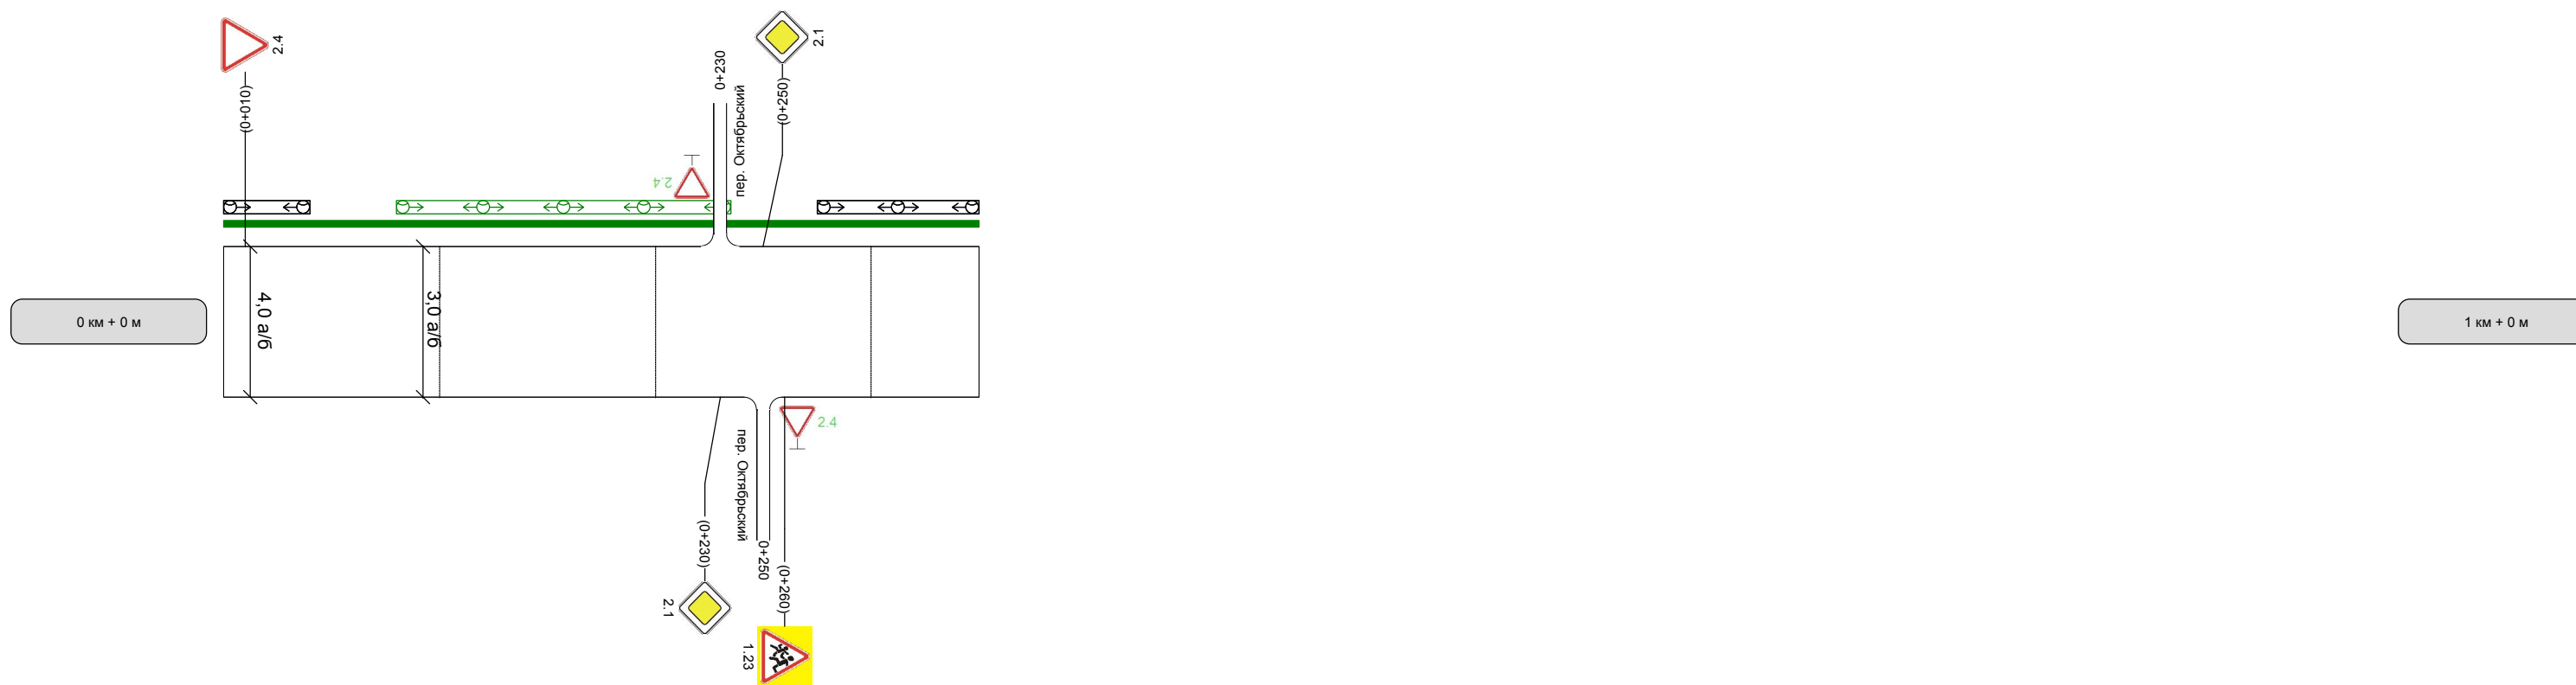 2.4
(0+010)
0+230
пер. Октябрьский
2.1
(0+250)
2.4
4,0 а/б
3,0 а/б
0 км + 0 м
1 км + 0 м
2.4
пер. Октябрьский
(0+230)
0+250
(0+260)
2.1
1.23